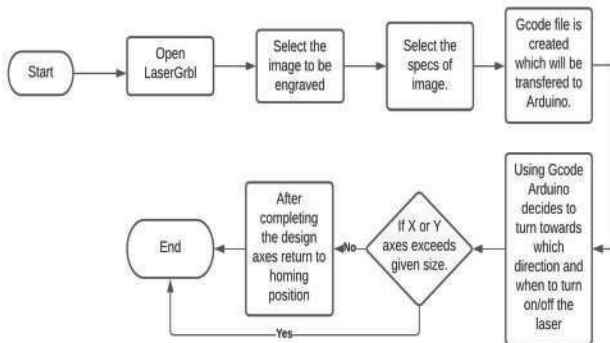 Start
Open
LaserGrbl
Select the
image to be
engraved
Select the
specs of
image.
Gcode file is
created
which will be
transfered to
Arduino.
Using Gcode
Arduino
decides to
turn towards
which
direction and
when to turn
on/off the
laser
If X or Y
axes exceeds
given size.
No
After
completing
the design
axes return to
homing
position
End
Yes